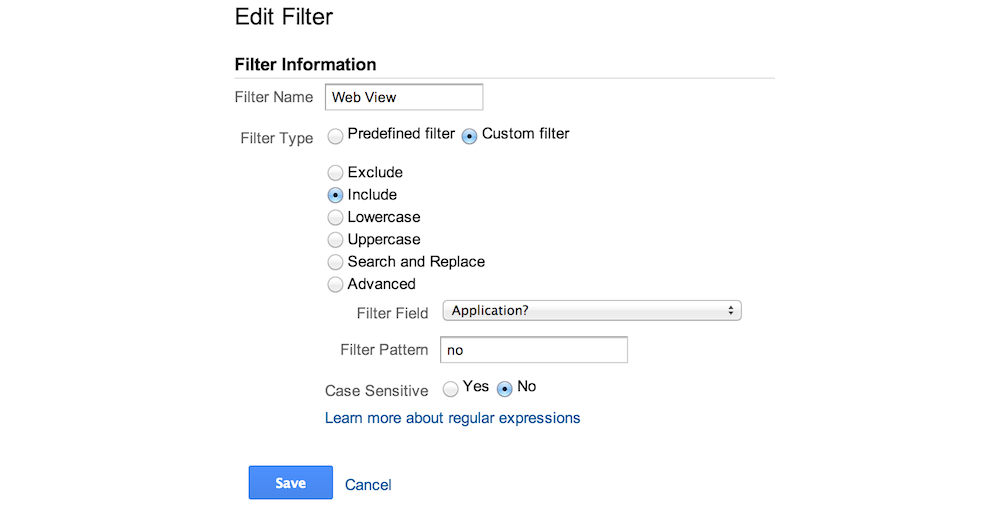 Edit Filter
Filter Information
Filter Name Web View
Filter Type Predefined filter Custom filter
Exclude
Include
Lowercase
Uppercase
Search and Replace
Advanced
Filter Field Application?
Filter Pattern no
Case Sensitive Yes No
Learn more about regular expressions
Save Cancel